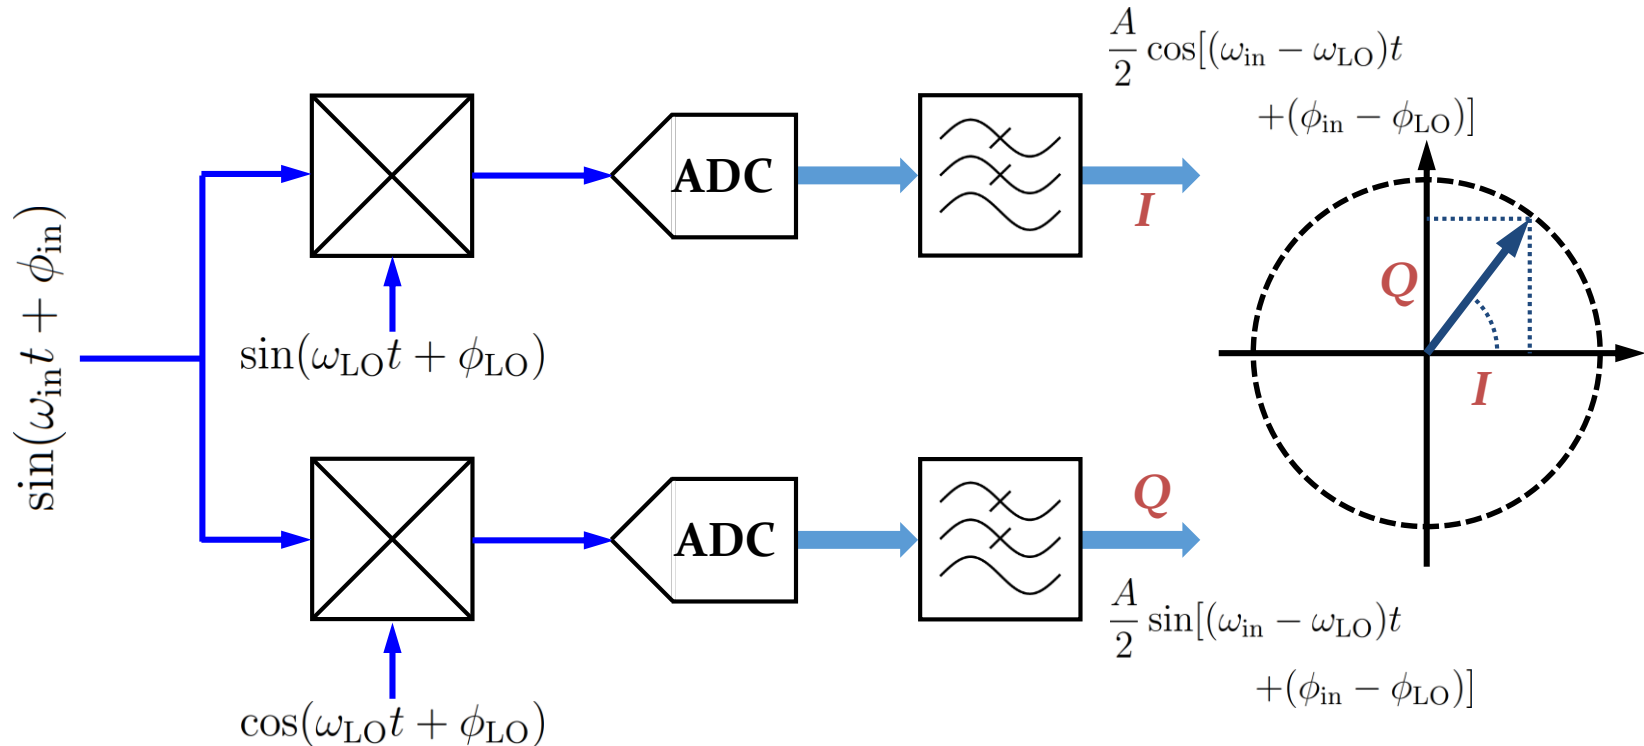 sin(ω_in t + ϕ_in)
sin(ω_LO t + ϕ_LO)
cos(ω_LO t + ϕ_LO)
ADC
ADC
I
Q
A/2 cos[(ω_in − ω_LO)t
+(ϕ_in − ϕ_LO)]
A/2 sin[(ω_in − ω_LO)t
+(ϕ_in − ϕ_LO)]
Q
I